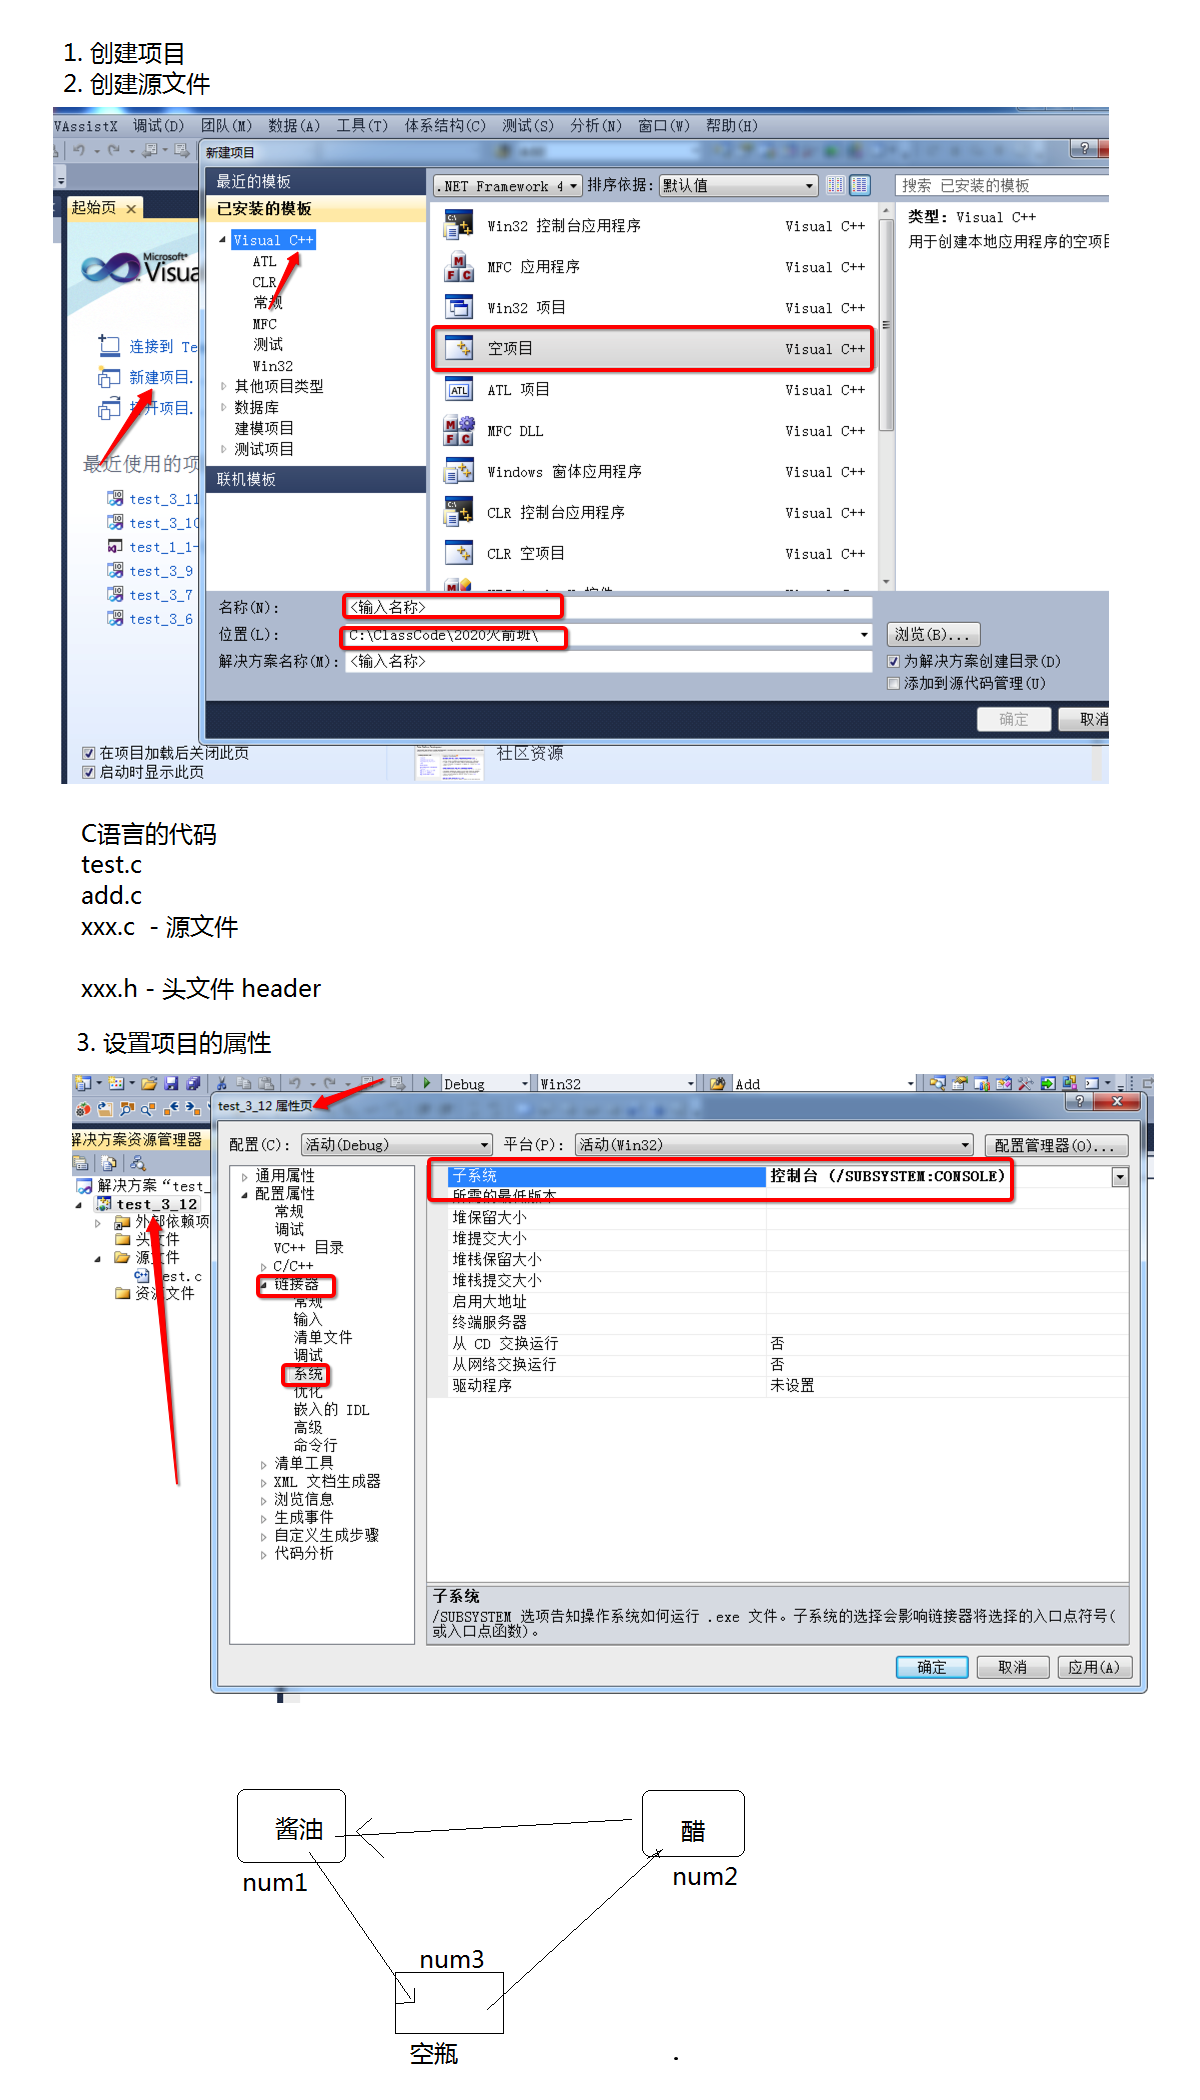 1. 创建项目
2. 创建源文件
VAssistX 调试(D) 团队(M) 数据(A) 工具(T) 体系结构(C) 测试(S) 分析(N) 窗口(W) 帮助(H)
新建项目
最近的模板
.NET Framework 4 排序依据: 默认值
搜索 已安装的模板
起始页
已安装的模板
Visual C++
ATL
CLR
常规
MFC
测试
Win32
其他项目类型
数据库
建模项目
测试项目
联机模板
Win32 控制台应用程序 Visual C++
MFC 应用程序 Visual C++
Win32 项目 Visual C++
空项目 Visual C++
ATL 项目 Visual C++
MFC DLL Visual C++
Windows 窗体应用程序 Visual C++
CLR 控制台应用程序 Visual C++
CLR 空项目 Visual C++
类型: Visual C++
用于创建本地应用程序的空项目
Microsoft
Visua
连接到 Te
新建项目.
打开项目.
最近使用的项
test_3_11
test_3_10
test_1_1-
test_3_9
test_3_7
test_3_6
名称(N): <输入名称>
位置(L): C:\ClassCode\2020火箭班\ 浏览(B)...
解决方案名称(M): <输入名称> 为解决方案创建目录(D)
添加到源代码管理(U)
确定 取消
在项目加载后关闭此页
启动时显示此页
社区资源
C语言的代码
test.c
add.c
xxx.c - 源文件
xxx.h - 头文件 header
3. 设置项目的属性
Debug Win32 Add
test_3_12 属性页
解决方案资源管理器
解决方案“test_
test_3_12
外部依赖项
头文件
源文件
test.c
资源文件
配置(C): 活动(Debug) 平台(P): 活动(Win32) 配置管理器(O)...
通用属性
配置属性
常规
调试
VC++ 目录
C/C++
链接器
常规
输入
清单文件
调试
系统
优化
嵌入的 IDL
高级
命令行
清单工具
XML 文档生成器
浏览信息
生成事件
自定义生成步骤
代码分析
子系统 控制台 (/SUBSYSTEM:CONSOLE)
所需的最低版本
堆保留大小
堆提交大小
堆栈保留大小
堆栈提交大小
启用大地址
终端服务器
从 CD 交换运行 否
从网络交换运行 否
驱动程序 未设置
子系统
/SUBSYSTEM 选项告知操作系统如何运行 .exe 文件。子系统的选择会影响链接器将选择的入口点符号(
或入口点函数)。
确定 取消 应用(A)
酱油 醋
num1 num2
num3
空瓶